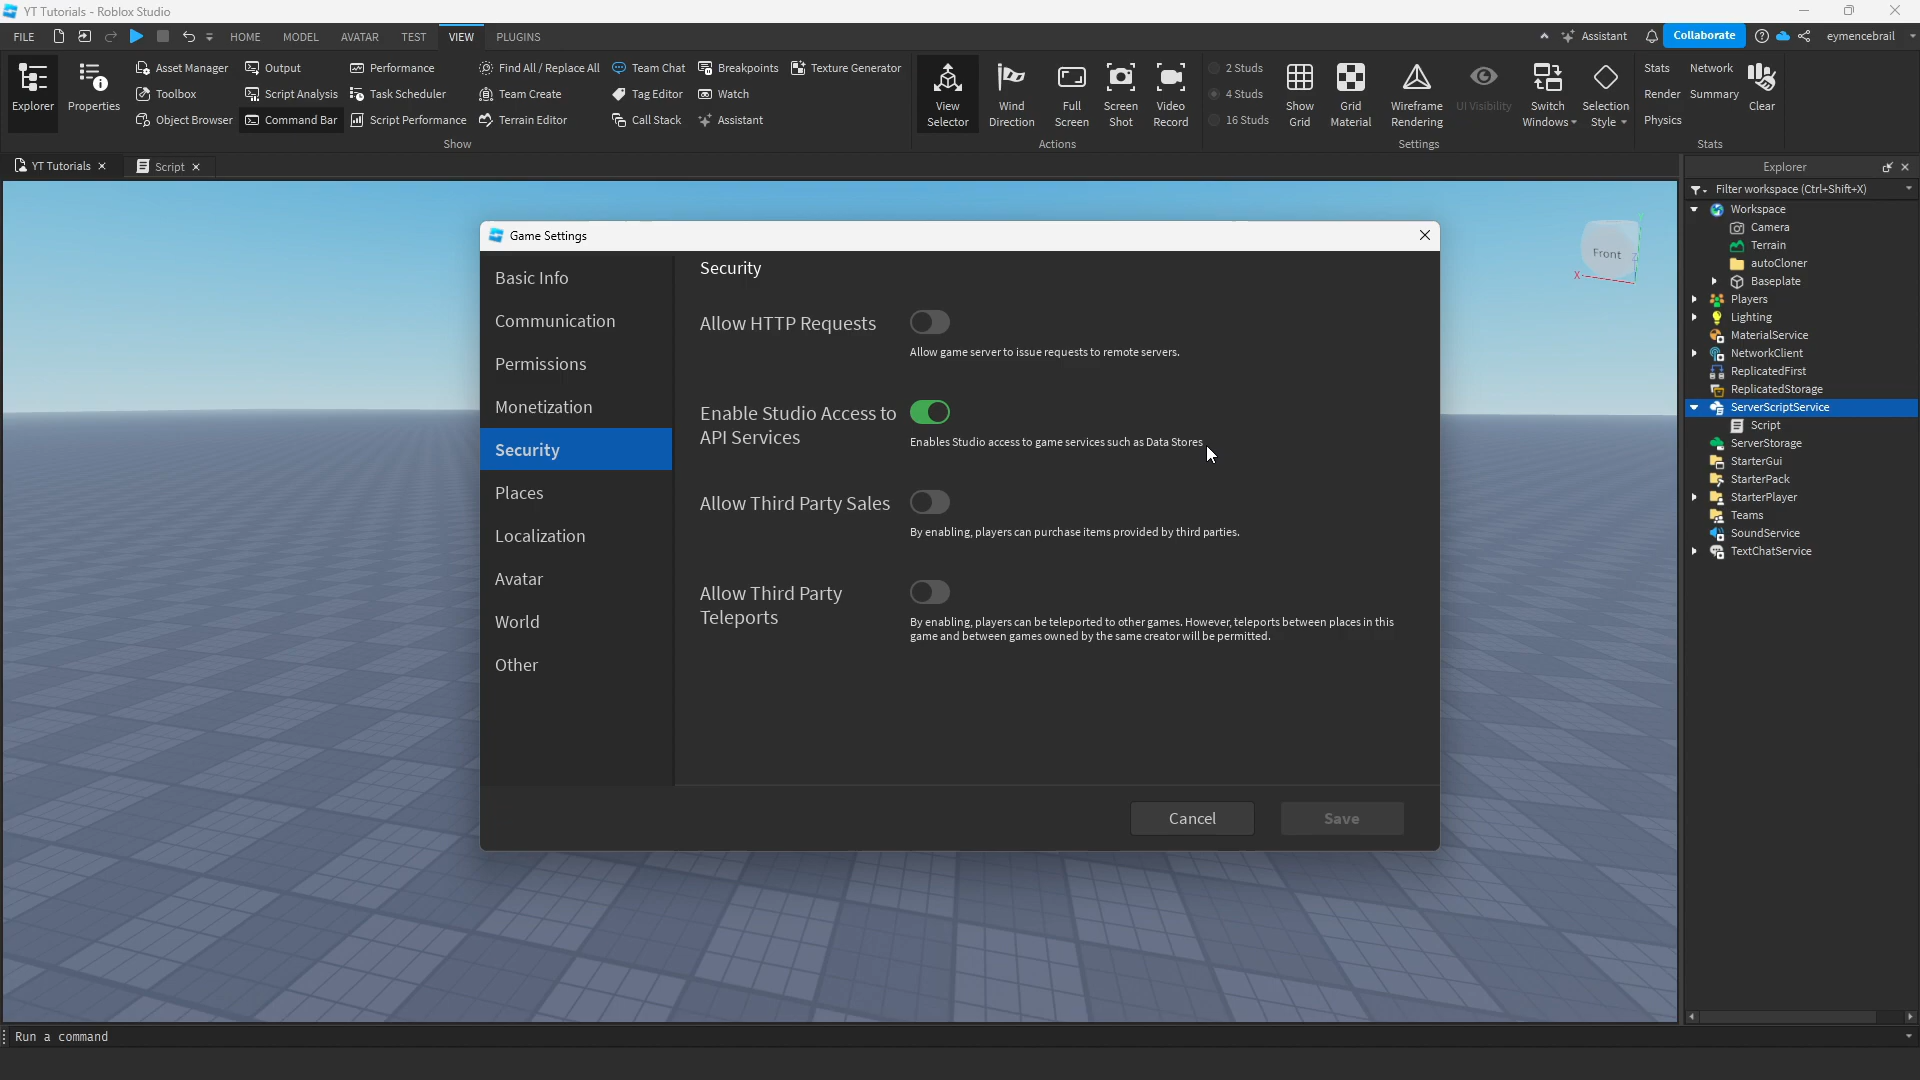 YT Tutorials - Roblox Studio
FILE HOME MODEL AVATAR TEST VIEW PLUGINS Assistant Collaborate eymencebrail
Explorer
Properties
Asset Manager Output Performance Find All / Replace All Team Chat Breakpoints Texture Generator
Toolbox Script Analysis Task Scheduler Team Create Tag Editor Watch
Object Browser Command Bar Script Performance Terrain Editor Call Stack Assistant
Show
View
Selector
Wind
Direction
Full
Screen
Screen
Shot
Video
Record
Actions
2 Studs
4 Studs
16 Studs
Show
Grid
Grid
Material
Wireframe
Rendering
UI Visibility
Switch
Windows
Selection
Style
Settings
Stats Network
Render Summary
Physics
Clear
Stats
YT Tutorials
Script
Game Settings
Basic Info
Communication
Permissions
Monetization
Security
Places
Localization
Avatar
World
Other
Security
Allow HTTP Requests
Allow game server to issue requests to remote servers.
Enable Studio Access to
API Services
Enables Studio access to game services such as Data Stores
Allow Third Party Sales
By enabling, players can purchase items provided by third parties.
Allow Third Party
Teleports
By enabling, players can be teleported to other games. However, teleports between places in this
game and between games owned by the same creator will be permitted.
Cancel
Save
Front
X
Explorer
Filter workspace (Ctrl+Shift+X)
Workspace
Camera
Terrain
autoCloner
Baseplate
Players
Lighting
MaterialService
NetworkClient
ReplicatedFirst
ReplicatedStorage
ServerScriptService
Script
ServerStorage
StarterGui
StarterPack
StarterPlayer
Teams
SoundService
TextChatService
Run a command